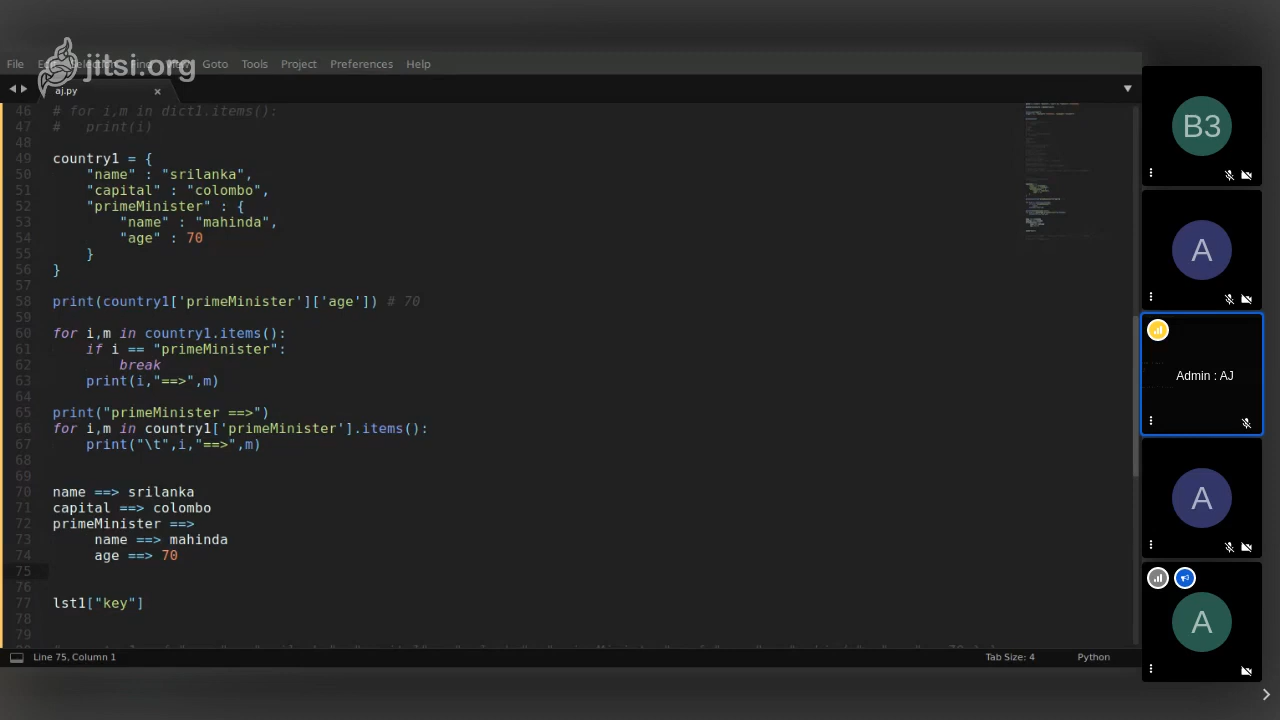 jitsi.org
File Goto Tools Project Preferences Help
aj.py
46 # for i,m in dict1.items():
47 #   print(i)
48
49 country1 = {
50     "name" : "srilanka",
51     "capital" : "colombo",
52     "primeMinister" : {
53         "name" : "mahinda",
54         "age" : 70
55     }
56 }
57
58 print(country1['primeMinister']['age']) # 70
59
60 for i,m in country1.items():
61     if i == "primeMinister":
62         break
63     print(i,"==>",m)
64
65 print("primeMinister ==>")
66 for i,m in country1['primeMinister'].items():
67     print("\t",i,"==>",m)
68
69
70 name ==> srilanka
71 capital ==> colombo
72 primeMinister ==>
73      name ==> mahinda
74      age ==> 70
75
76
77 lst1["key"]
78
79
Line 75, Column 1
Tab Size: 4
Python
B3
A
Admin : AJ
A
A